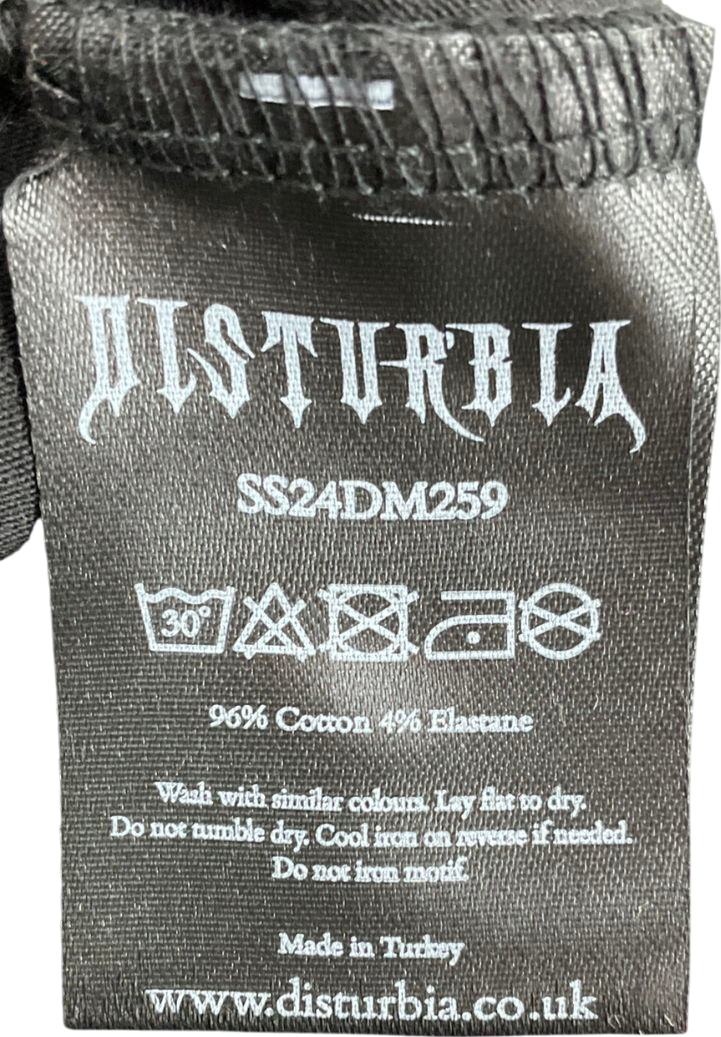 DISTURBIA
SS24DM259
30°
96% Cotton 4% Elastane
Wash with similar colours. Lay flat to dry.
Do not tumble dry. Cool iron on reverse if needed.
Do not iron motif.
Made in Turkey
www.disturbia.co.uk